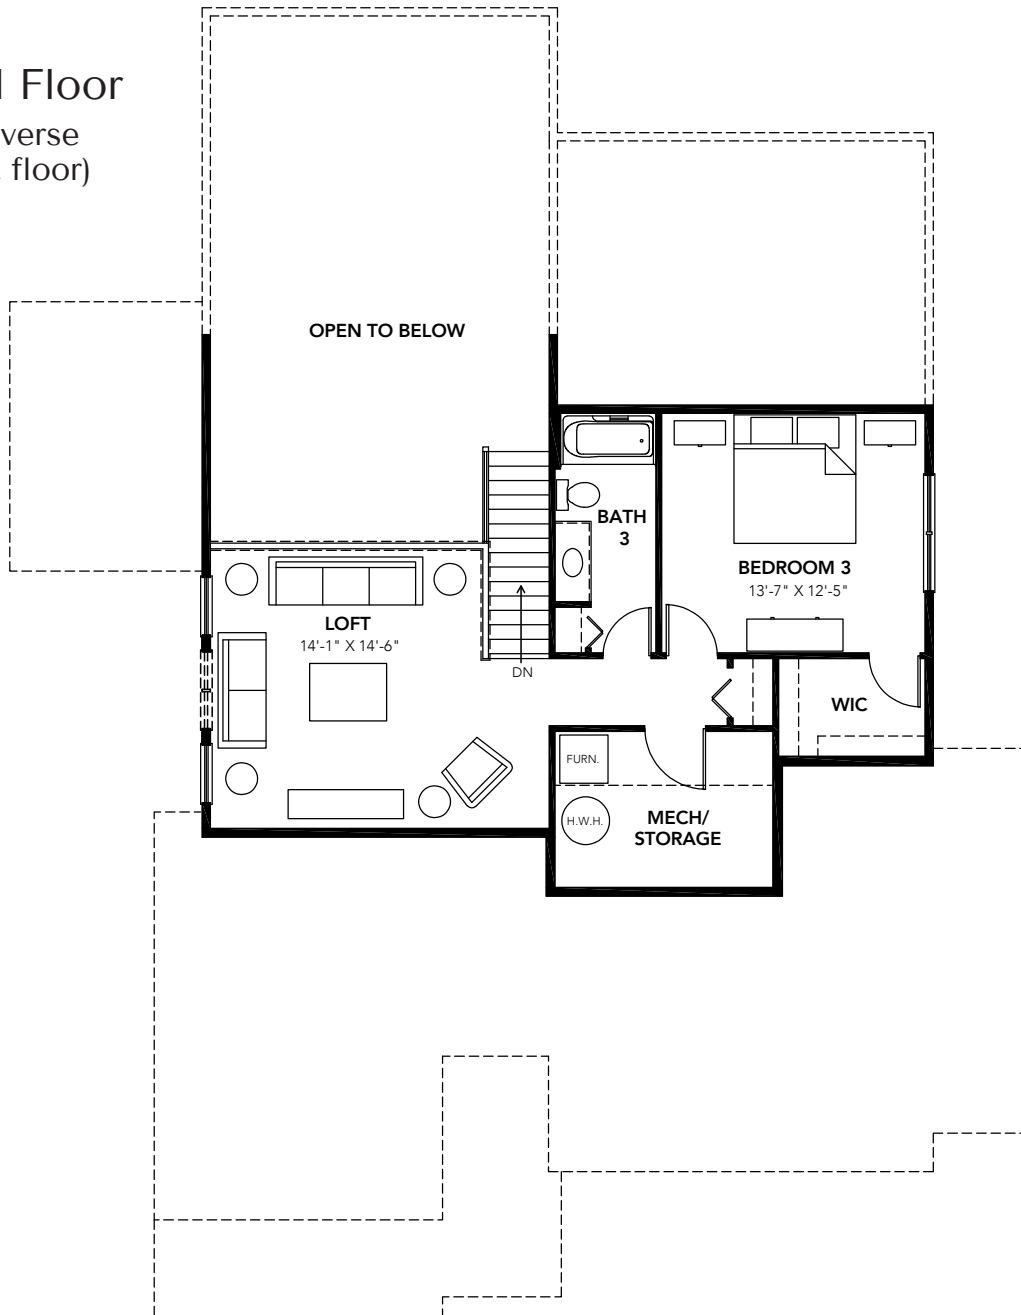 Floor
verse
floor)
OPEN TO BELOW
BATH
3
BEDROOM 3
13'-7" X 12'-5"
LOFT
14'-1" X 14'-6"
DN
WIC
FURN.
H.W.H.
MECH/
STORAGE